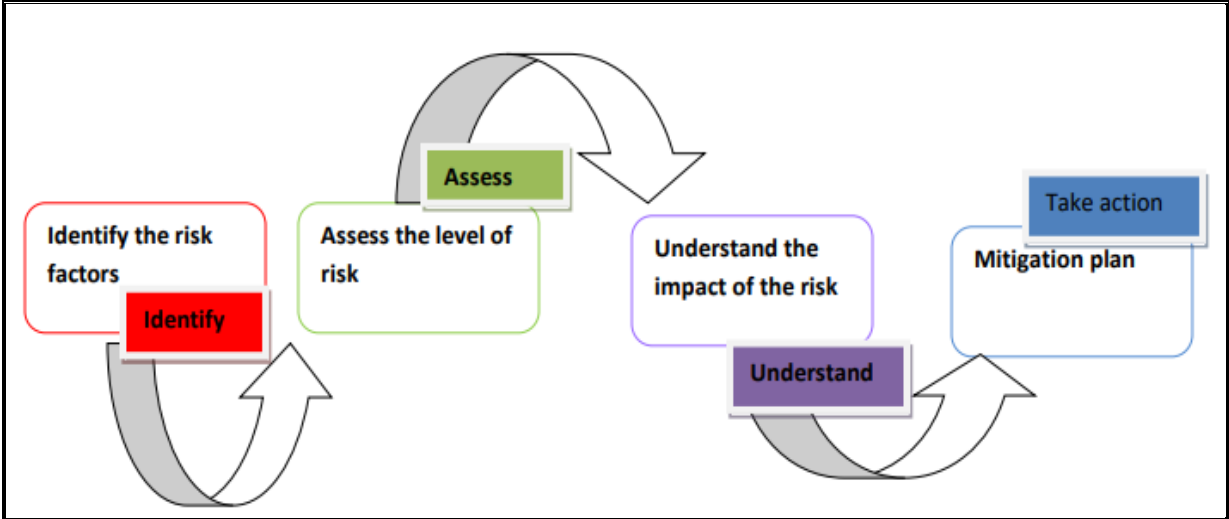 Identify the risk
factors
Identify
Assess
Assess the level of
risk
Understand the
impact of the risk
Understand
Take action
Mitigation plan